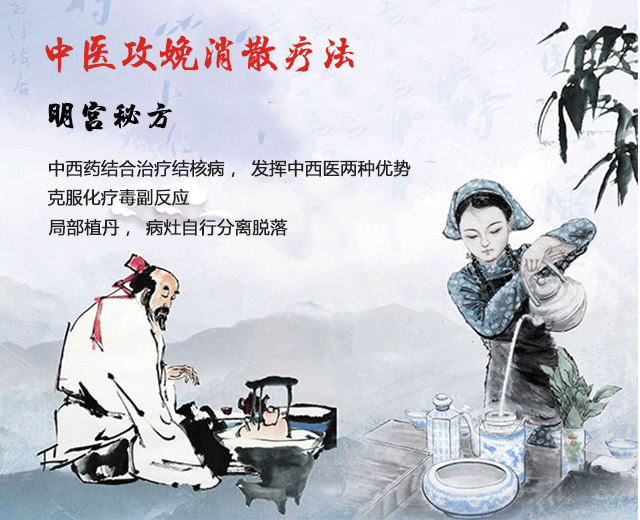 中医攻娩消散疗法
明宫秘方
中西药结合治疗结核病， 发挥中西医两种优势
克服化疗毒副反应
局部植丹， 病灶自行分离脱落